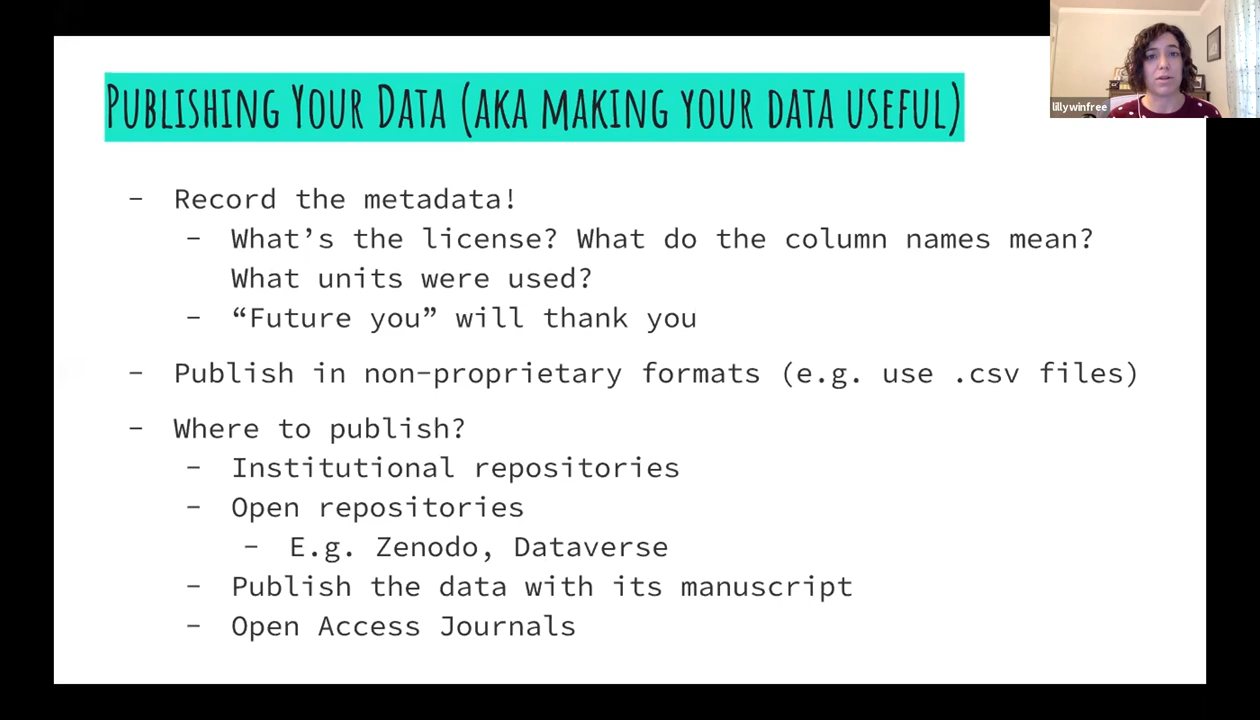 PUBLISHING YOUR DATA (AKA MAKING YOUR DATA USEFUL)
lillywinfree
- Record the metadata!
- What's the license? What do the column names mean?
What units were used?
- “Future you” will thank you
- Publish in non-proprietary formats (e.g. use .csv files)
- Where to publish?
- Institutional repositories
- Open repositories
- E.g. Zenodo, Dataverse
- Publish the data with its manuscript
- Open Access Journals